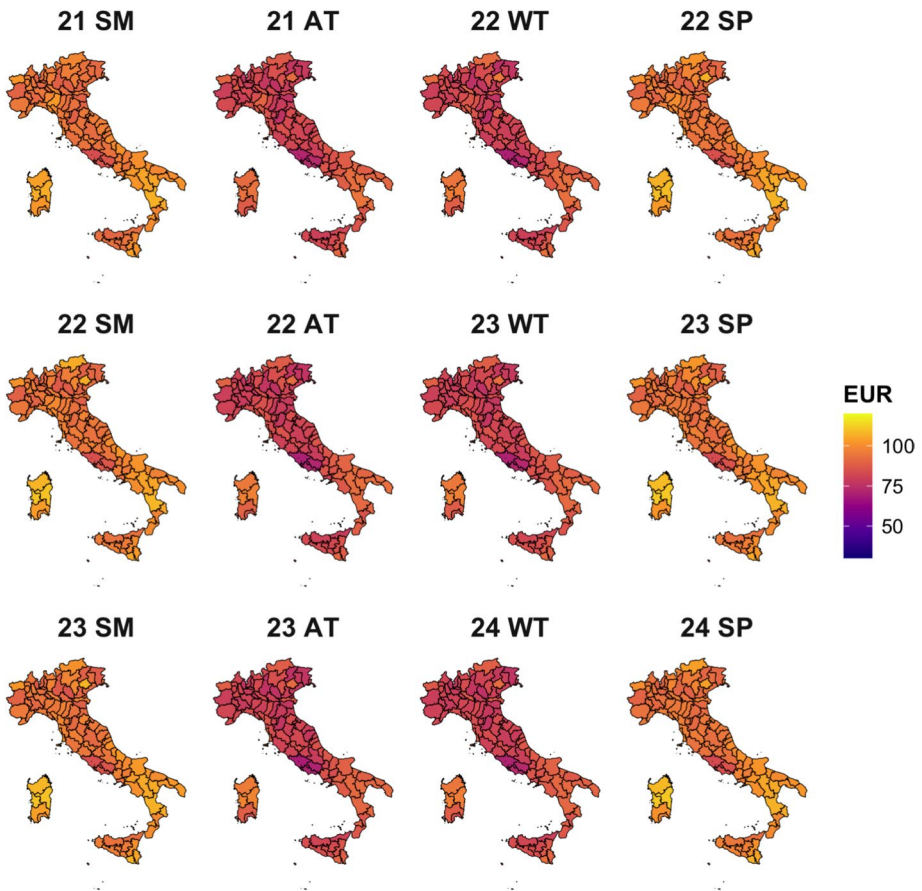 21 SM 21 AT 22 WT 22 SP
22 SM 22 AT 23 WT 23 SP
EUR
100
75
50
23 SM 23 AT 24 WT 24 SP